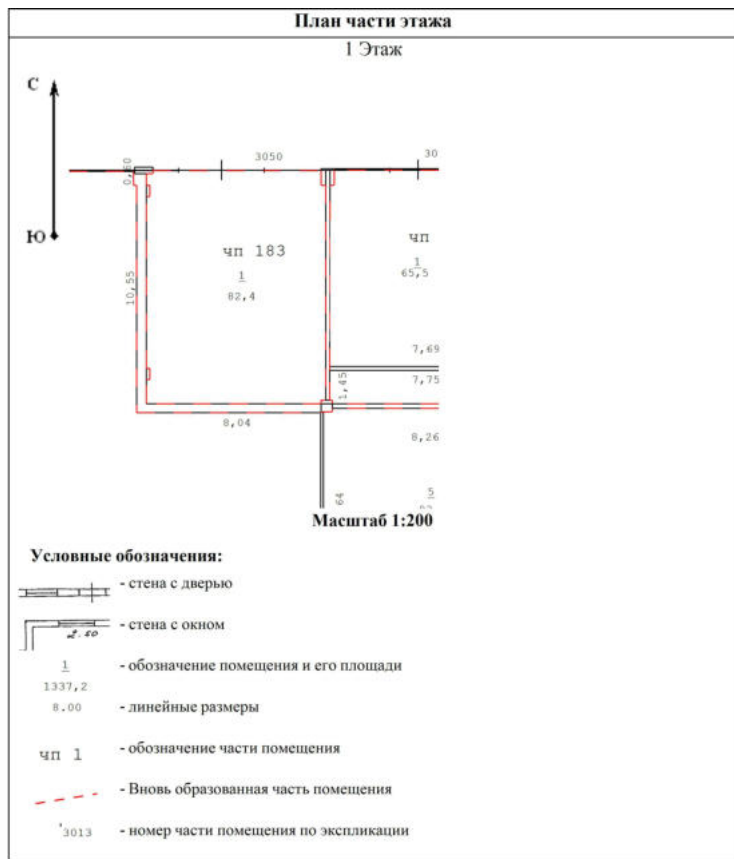 План части этажа
1 Этаж
С
0,60
3050
30
Ю
10,55
чп 183
1
82,4
чп
1
65,5
7,69
1,45
7,75
8,04
8,26
64
5
Масштаб 1:200
Условные обозначения:
- стена с дверью
- стена с окном
2.50
1
1337,2
- обозначение помещения и его площади
8.00
- линейные размеры
чп 1
- обозначение части помещения
- Вновь образованная часть помещения
3013
- номер части помещения по экспликации